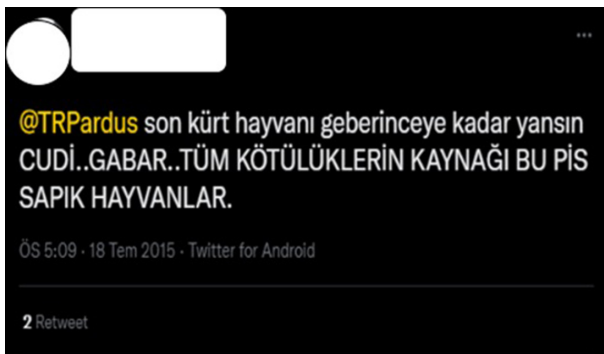 @TRPardus son kürt hayvanı geberinceye kadar yansın
CUDİ..GABAR..TÜM KÖTÜLÜKLERİN KAYNAĞI BU PİS
SAPIK HAYVANLAR.
ÖS 5:09 · 18 Tem 2015 · Twitter for Android
2 Retweet